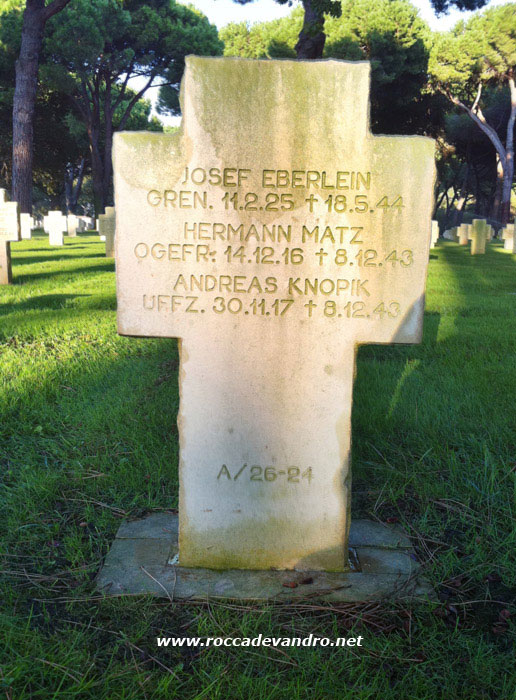 JOSEF EBERLEIN
GREN. 11.2.25 † 18.5.44
HERMANN MATZ
OGEFR. 14.12.16 † 8.12.43
ANDREAS KNOPIK
UFFZ. 30.11.17 † 8.12.43
A/26-24
www.roccadevandro.net